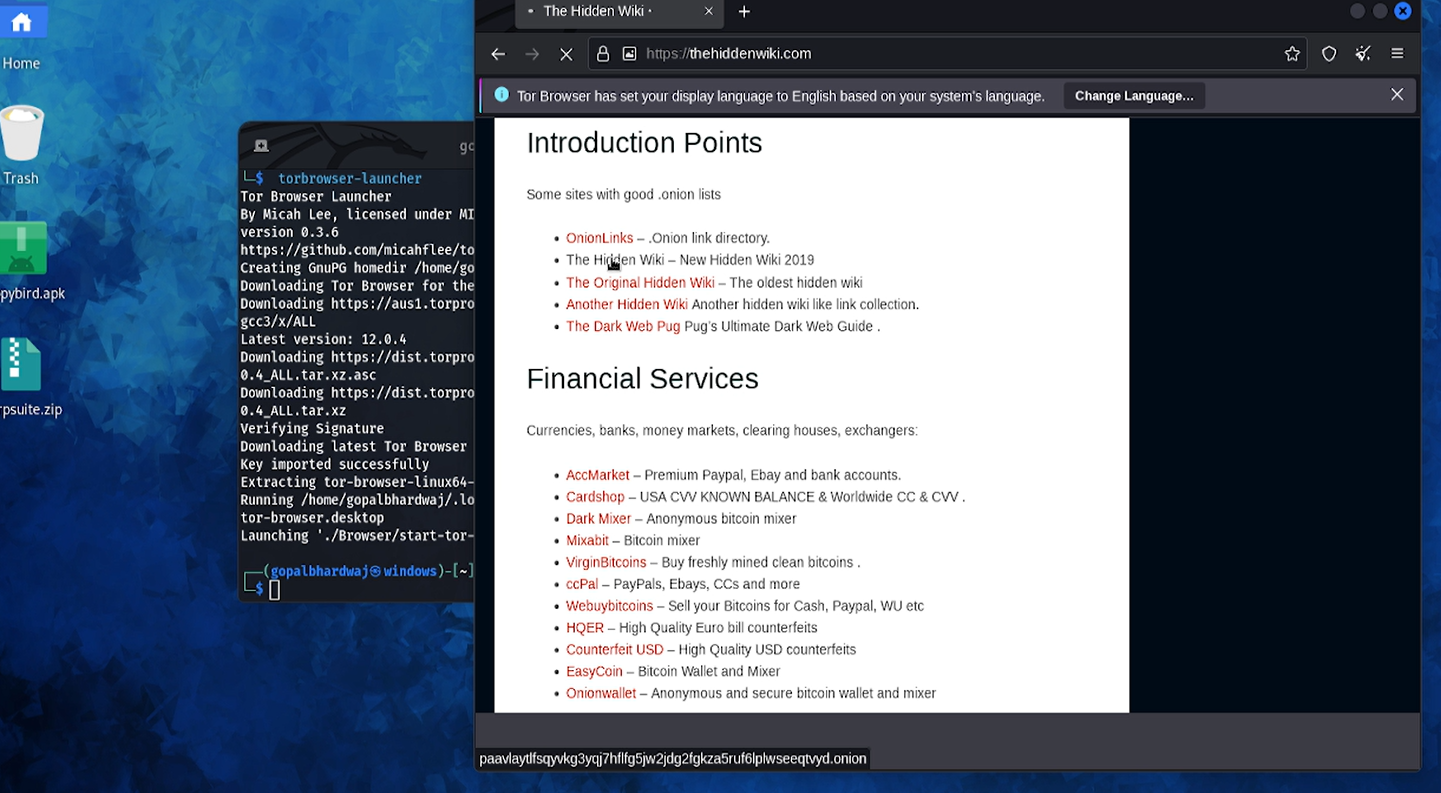 The Hidden Wiki ·
https://thehiddenwiki.com
Tor Browser has set your display language to English based on your system's language.
Change Language...
Home
Trash
pybird.apk
rpsuite.zip
go
└─$ torbrowser-launcher
Tor Browser Launcher
By Micah Lee, licensed under MI
version 0.3.6
https://github.com/micahflee/to
Creating GnuPG homedir /home/go
Downloading Tor Browser for the
Downloading https://aus1.torpro
gcc3/x/ALL
Latest version: 12.0.4
Downloading https://dist.torpro
0.4_ALL.tar.xz.asc
Downloading https://dist.torpro
0.4_ALL.tar.xz
Verifying Signature
Downloading latest Tor Browser
Key imported successfully
Extracting tor-browser-linux64-
Running /home/gopalbhardwaj/.lo
tor-browser.desktop
Launching './Browser/start-tor-
┌──(gopalbhardwaj㉿windows)-[~]
└─$
Introduction Points
Some sites with good .onion lists
• OnionLinks – .Onion link directory.
• The Hidden Wiki – New Hidden Wiki 2019
• The Original Hidden Wiki – The oldest hidden wiki
• Another Hidden Wiki Another hidden wiki like link collection.
• The Dark Web Pug Pug's Ultimate Dark Web Guide .
Financial Services
Currencies, banks, money markets, clearing houses, exchangers:
• AccMarket – Premium Paypal, Ebay and bank accounts.
• Cardshop – USA CVV KNOWN BALANCE & Worldwide CC & CVV .
• Dark Mixer – Anonymous bitcoin mixer
• Mixabit – Bitcoin mixer
• VirginBitcoins – Buy freshly mined clean bitcoins .
• ccPal – PayPals, Ebays, CCs and more
• Webuybitcoins – Sell your Bitcoins for Cash, Paypal, WU etc
• HQER – High Quality Euro bill counterfeits
• Counterfeit USD – High Quality USD counterfeits
• EasyCoin – Bitcoin Wallet and Mixer
• Onionwallet – Anonymous and secure bitcoin wallet and mixer
paavlaytlfsqyvkg3yqj7hflfg5jw2jdg2fgkza5ruf6lplwseeqtvyd.onion